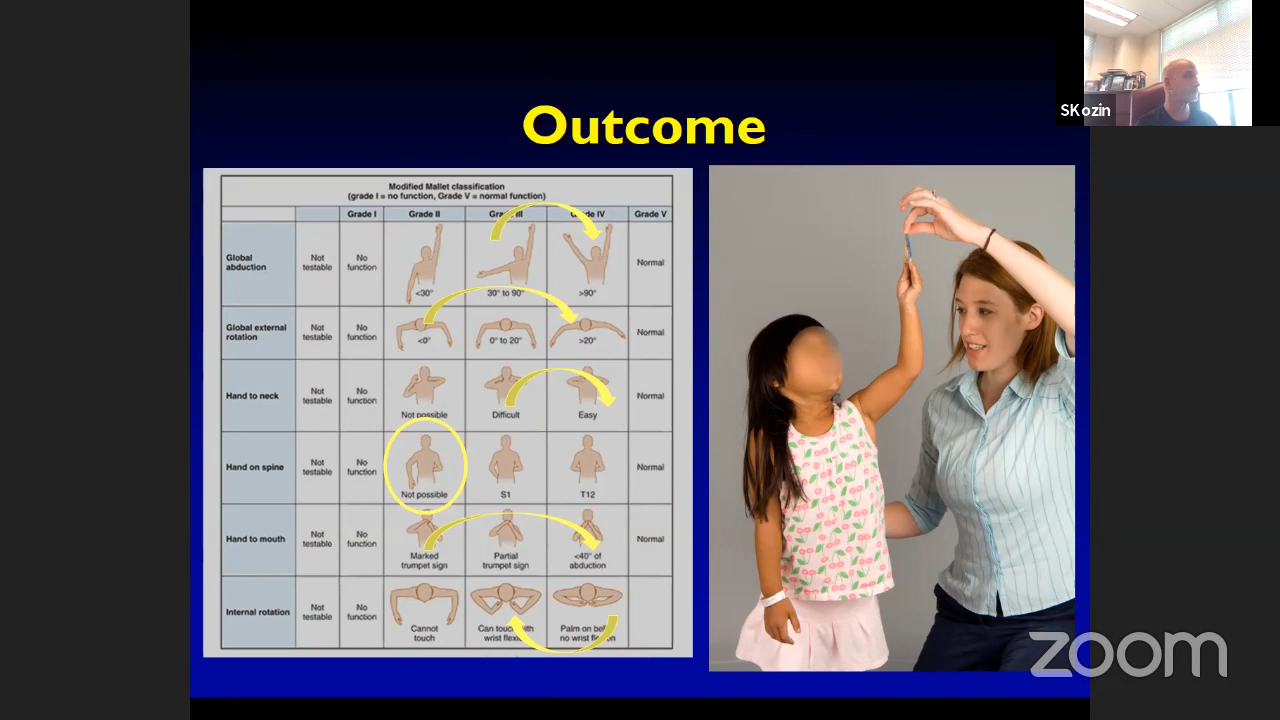 SKozin
Outcome
Modified Mallet classification
(grade I = no function, Grade V = normal function)
Grade I Grade II Grade III Grade IV Grade V
Global abduction Not testable No function <30° 30° to 90° >90° Normal
Global external rotation Not testable No function <0° 0° to 20° >20° Normal
Hand to neck Not testable No function Not possible Difficult Easy Normal
Hand on spine Not testable No function Not possible S1 T12 Normal
Hand to mouth Not testable No function Marked trumpet sign Partial trumpet sign <40° of abduction Normal
Internal rotation Not testable No function Cannot touch Can touch with wrist flexion Palm on belly no wrist flexion
zoom